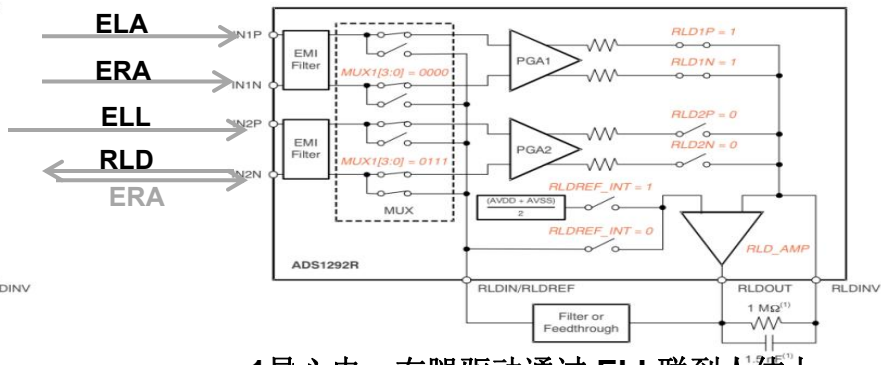 ELA
IN1P
EMI
Filter
PGA1
RLD1P = 1
ERA
MUX1[3:0] = 0000
RLD1N = 1
IN1N
ELL
IN2P
EMI
Filter
PGA2
RLD2P = 0
RLD
MUX1[3:0] = 0111
RLD2N = 0
IN2N
ERA
RLDREF_INT = 1
(AVDD + AVSS)
2
MUX
RLDREF_INT = 0
RLD_AMP
ADS1292R
DINV
RLDIN/RLDREF
RLDOUT
RLDINV
Filter or
Feedthrough
1 MΩ(1)